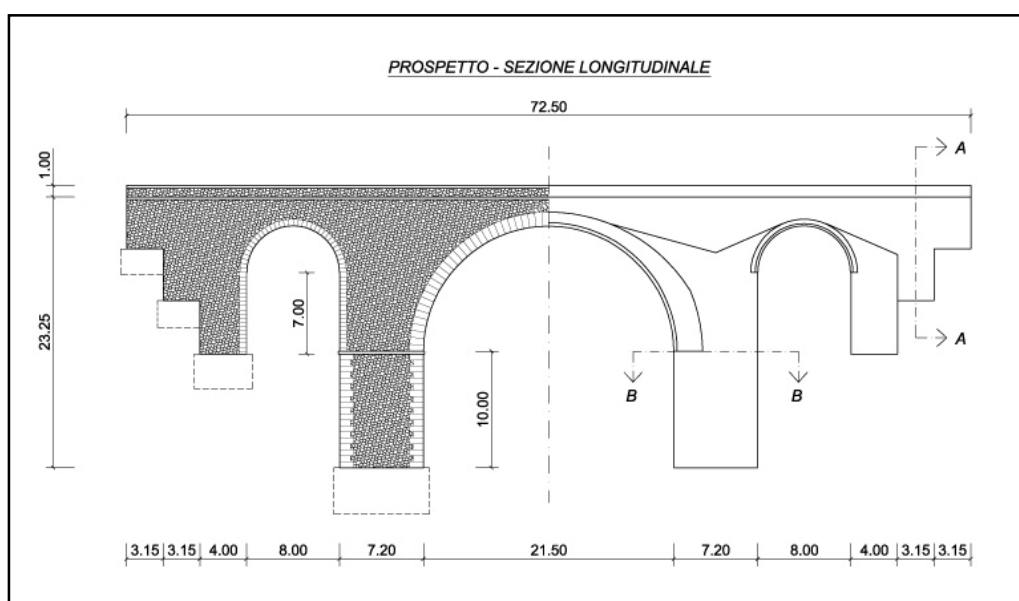 PROSPETTO - SEZIONE LONGITUDINALE
72.50
A
1.00
7.00
23.25
A
B
B
10.00
3.15 3.15 4.00 8.00 7.20 21.50 7.20 8.00 4.00 3.15 3.15